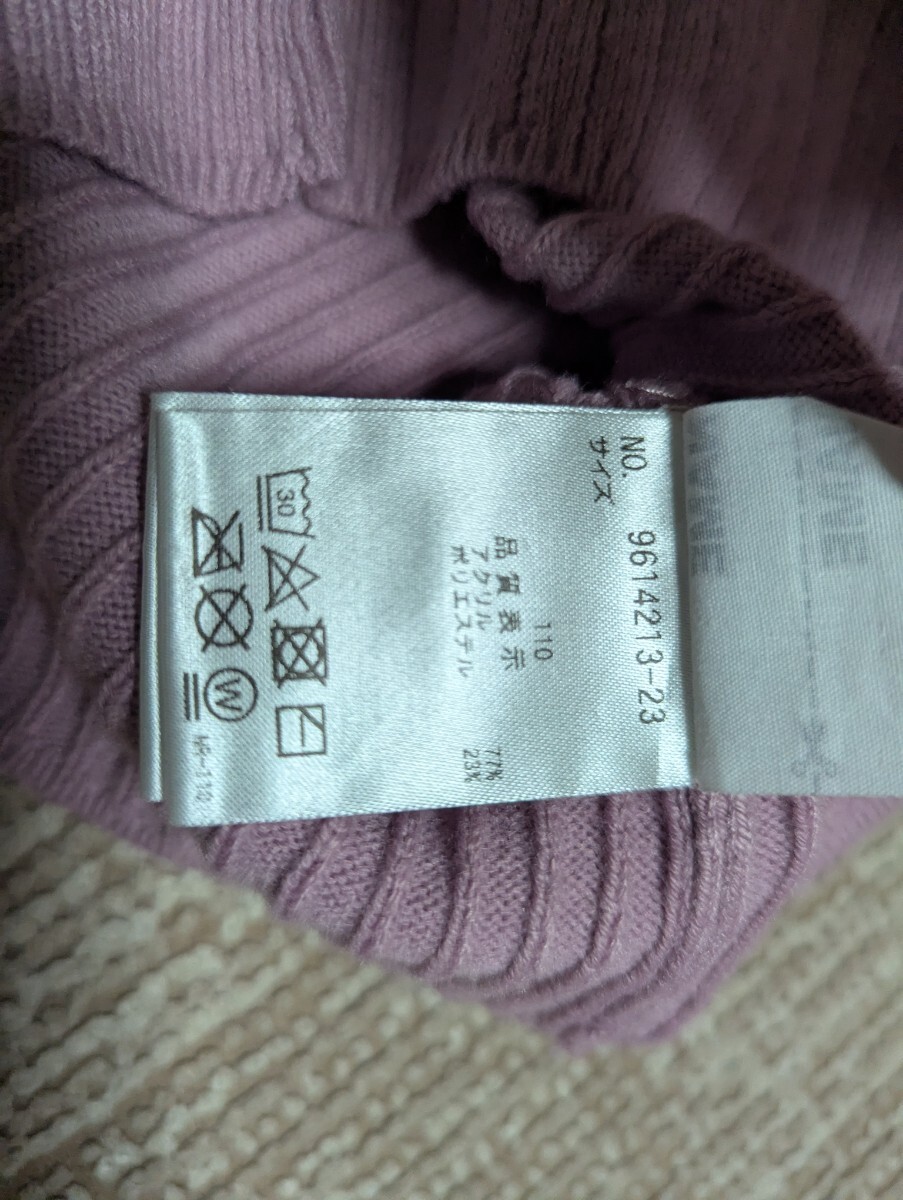 NO. 9614213-23
サイズ
110
品質表示
アクリル 77%
ポリエステル 23%
30
W